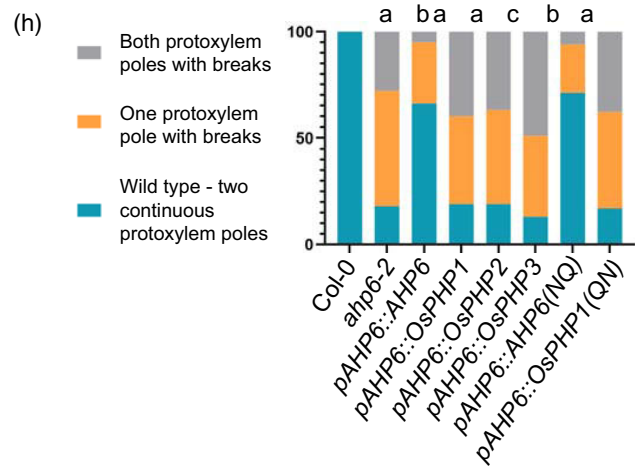 (h)
Both protoxylem
poles with breaks
One protoxylem
pole with breaks
Wild type - two
continuous
protoxylem poles
a b a a c b a
100
50
0
Col-0
ahp6-2
pAHP6::AHP6
pAHP6::OsPHP1
pAHP6::OsPHP2
pAHP6::OsPHP3
pAHP6::AHP6(NQ)
pAHP6::OsPHP1(QN)